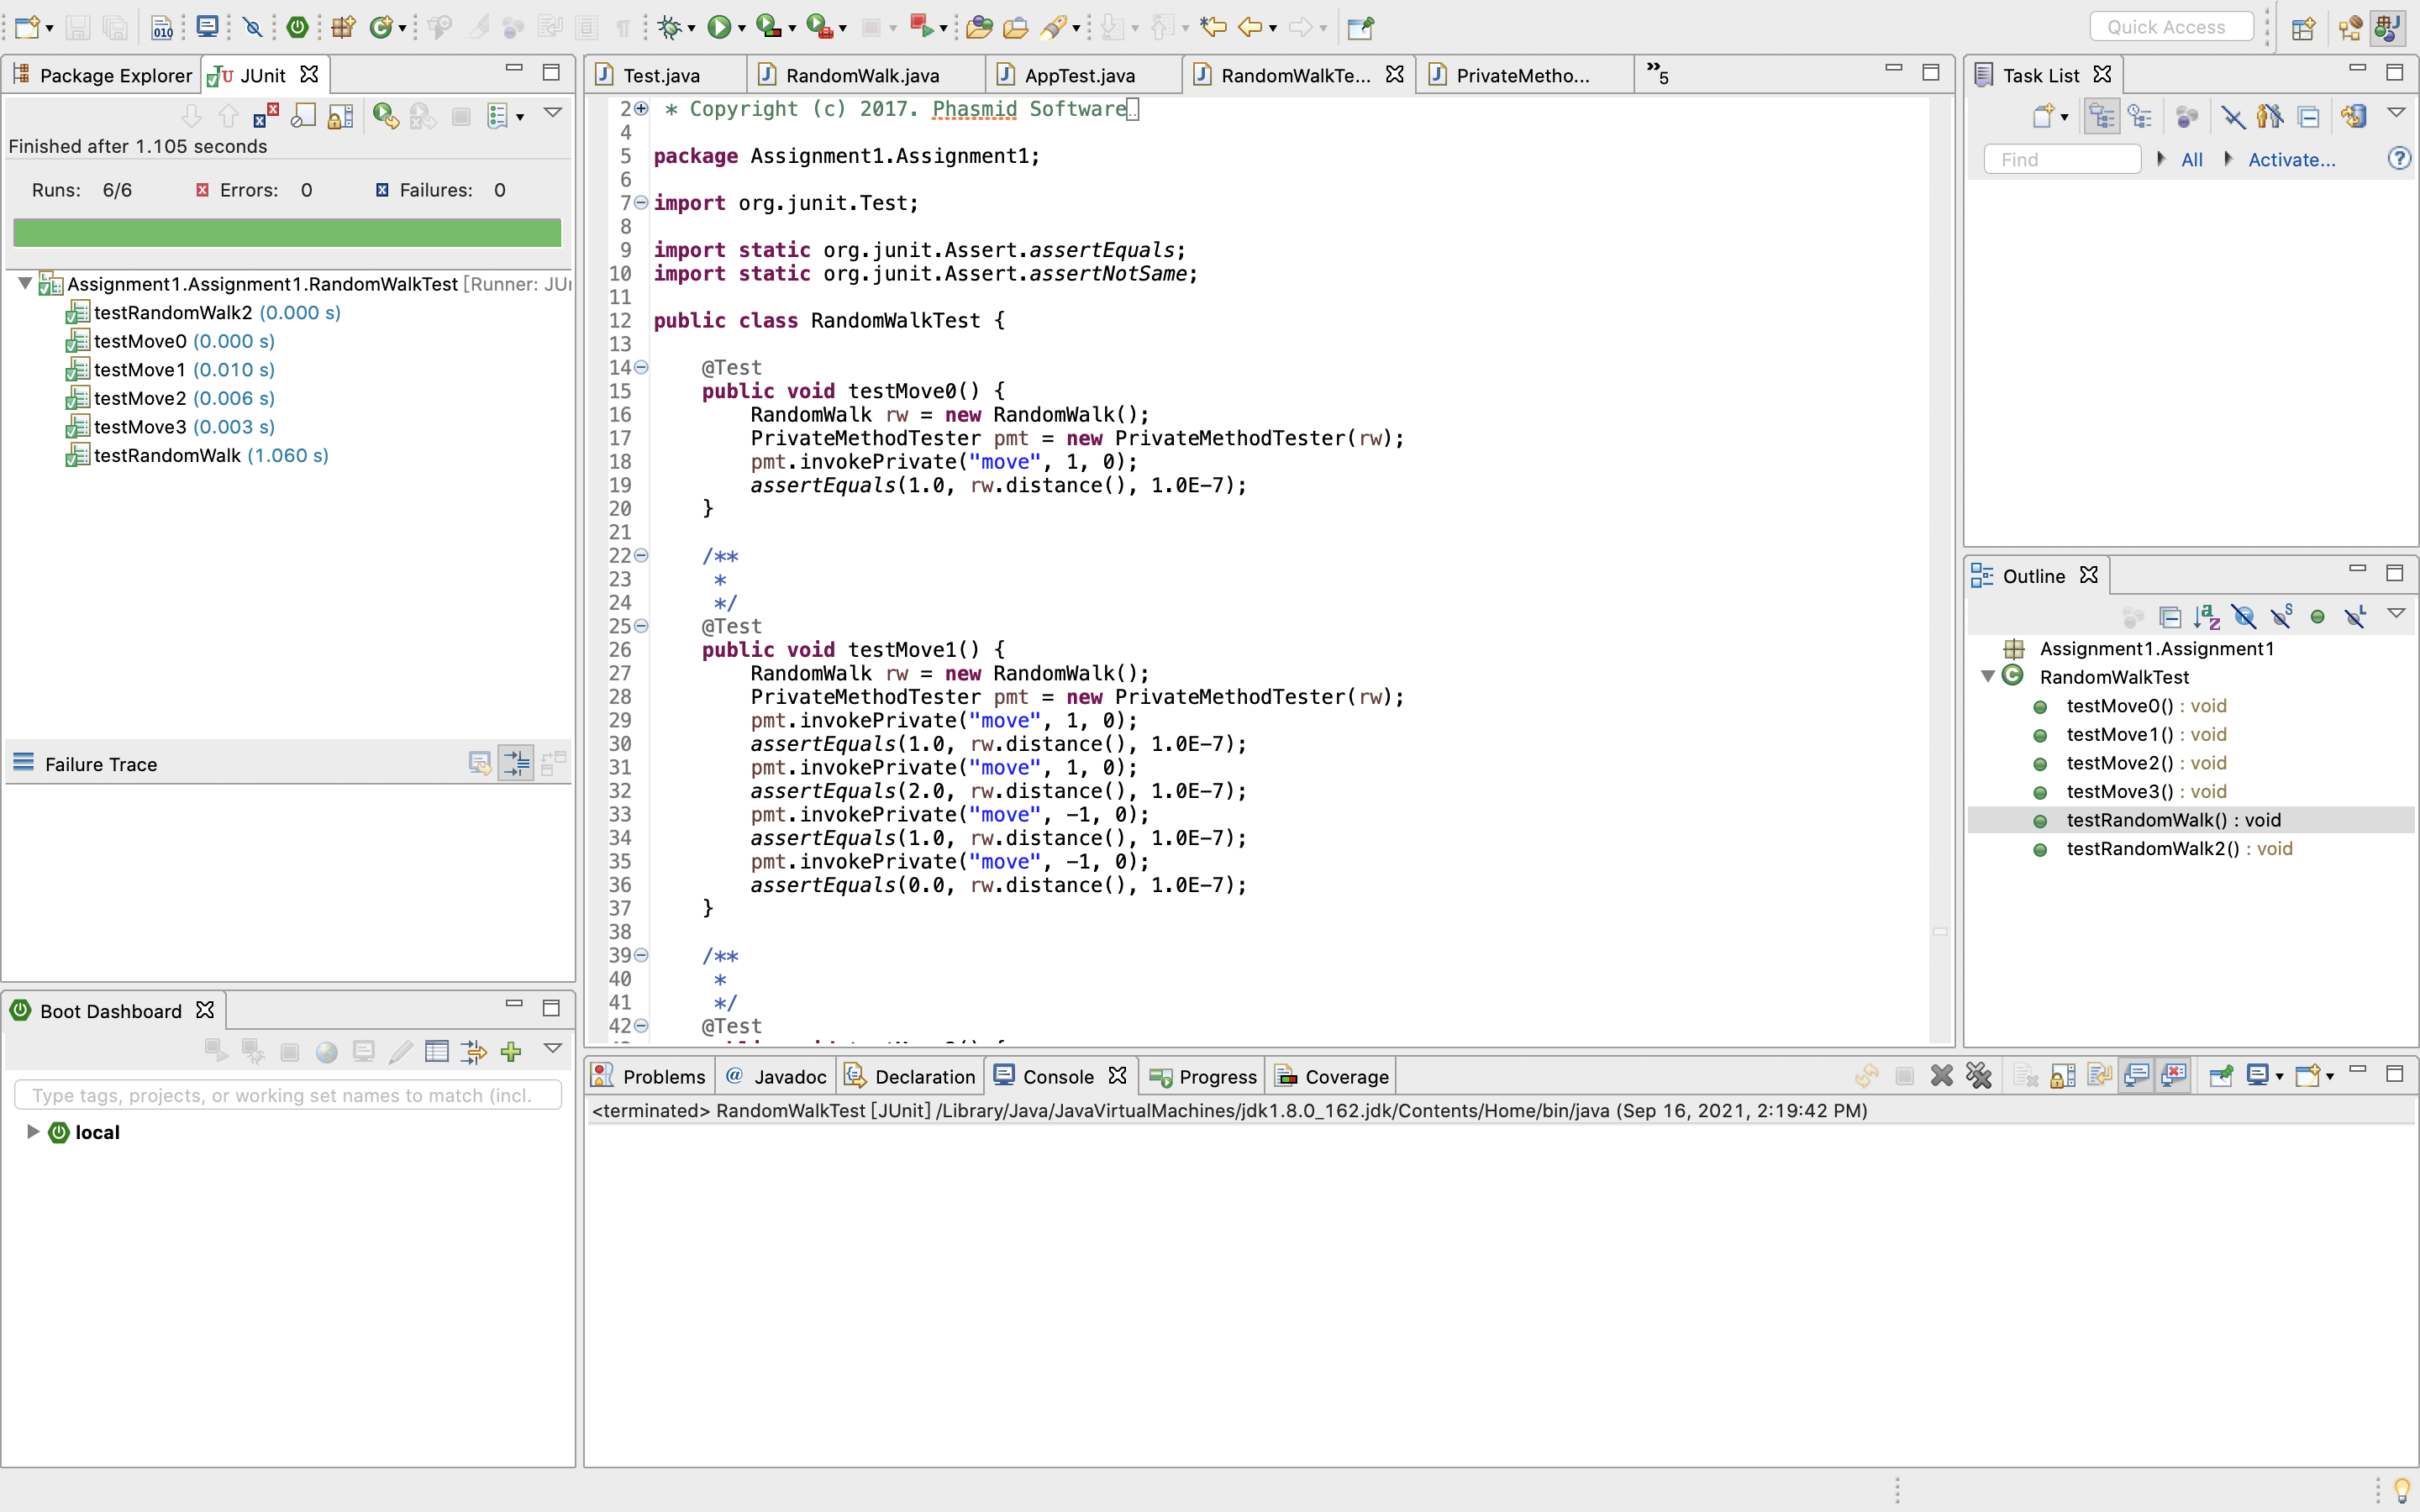 Quick Access
Package Explorer
JUnit
Finished after 1.105 seconds
Runs: 6/6
Errors: 0
Failures: 0
Assignment1.Assignment1.RandomWalkTest [Runner: JU
testRandomWalk2 (0.000 s)
testMove0 (0.000 s)
testMove1 (0.010 s)
testMove2 (0.006 s)
testMove3 (0.003 s)
testRandomWalk (1.060 s)
Failure Trace
Boot Dashboard
Type tags, projects, or working set names to match (incl.
local
Test.java
RandomWalk.java
AppTest.java
RandomWalkTe...
PrivateMetho...
»5
2 * Copyright (c) 2017. Phasmid Software
4
5 package Assignment1.Assignment1;
6
7 import org.junit.Test;
8
9 import static org.junit.Assert.assertEquals;
10 import static org.junit.Assert.assertNotSame;
11
12 public class RandomWalkTest {
13
14 @Test
15 public void testMove0() {
16 RandomWalk rw = new RandomWalk();
17 PrivateMethodTester pmt = new PrivateMethodTester(rw);
18 pmt.invokePrivate("move", 1, 0);
19 assertEquals(1.0, rw.distance(), 1.0E-7);
20 }
21
22 /**
23 *
24 */
25 @Test
26 public void testMove1() {
27 RandomWalk rw = new RandomWalk();
28 PrivateMethodTester pmt = new PrivateMethodTester(rw);
29 pmt.invokePrivate("move", 1, 0);
30 assertEquals(1.0, rw.distance(), 1.0E-7);
31 pmt.invokePrivate("move", 1, 0);
32 assertEquals(2.0, rw.distance(), 1.0E-7);
33 pmt.invokePrivate("move", -1, 0);
34 assertEquals(1.0, rw.distance(), 1.0E-7);
35 pmt.invokePrivate("move", -1, 0);
36 assertEquals(0.0, rw.distance(), 1.0E-7);
37 }
38
39 /**
40 *
41 */
42 @Test
Problems
Javadoc
Declaration
Console
Progress
Coverage
<terminated> RandomWalkTest [JUnit] /Library/Java/JavaVirtualMachines/jdk1.8.0_162.jdk/Contents/Home/bin/java (Sep 16, 2021, 2:19:42 PM)
Task List
Find
All
Activate...
Outline
Assignment1.Assignment1
RandomWalkTest
testMove0() : void
testMove1() : void
testMove2() : void
testMove3() : void
testRandomWalk() : void
testRandomWalk2() : void